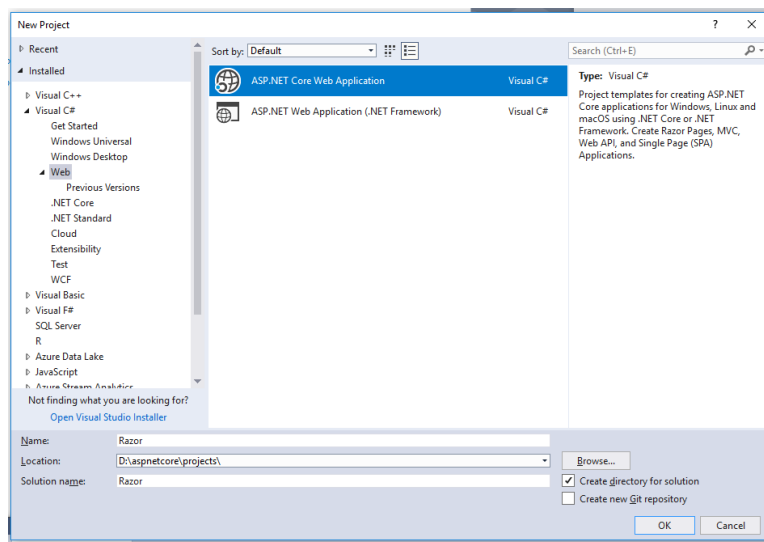 New Project
?
Recent
Installed
Visual C++
Visual C#
Get Started
Windows Universal
Windows Desktop
Web
Previous Versions
.NET Core
.NET Standard
Cloud
Extensibility
Test
WCF
Visual Basic
Visual F#
SQL Server
R
Azure Data Lake
JavaScript
Azure Stream Analytics
Not finding what you are looking for?
Open Visual Studio Installer
Sort by: Default
ASP.NET Core Web Application Visual C#
ASP.NET Web Application (.NET Framework) Visual C#
Search (Ctrl+E)
Type: Visual C#
Project templates for creating ASP.NET
Core applications for Windows, Linux and
macOS using .NET Core or .NET
Framework. Create Razor Pages, MVC,
Web API, and Single Page (SPA)
Applications.
Name: Razor
Location: D:\aspnetcore\projects\
Browse...
Solution name: Razor
Create directory for solution
Create new Git repository
OK Cancel